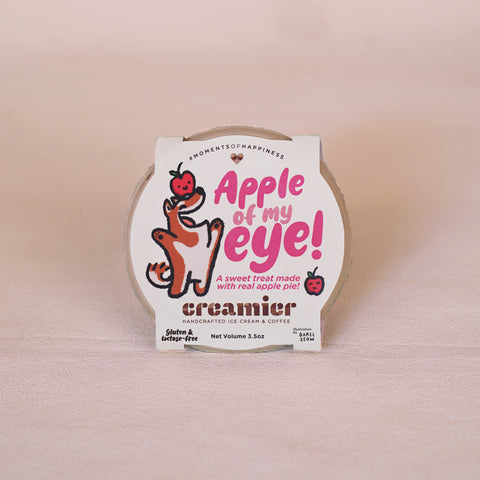 #MOMENTSOFHAPPINESS
Apple
of my
eye!
A sweet treat made
with real apple pie!
creamier
HANDCRAFTED ICE CREAM & COFFEE
Gluten &
lactose-free
Net Volume 3.5oz
Illustration
by DAREL
SEOW